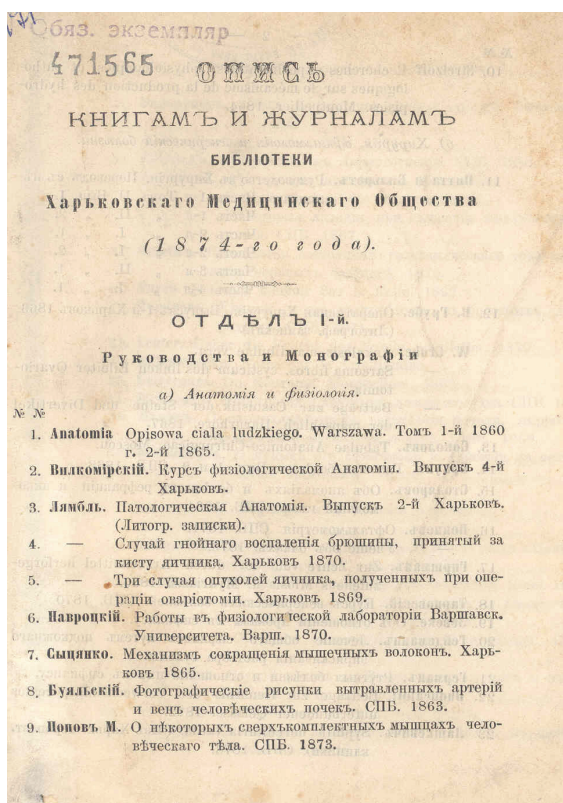 Обяз. экземпляр
471565
ОПИСЬ
КНИГАМЪ И ЖУРНАЛАМЪ
БИБЛІОТЕКИ
Харьковскаго Медицинскаго Общества
(1874-го года).
ОТДѢЛЪ I-й.
Руководства и Монографіи
а) Анатомія и физіологія.
№ №
1. Anatomia Opisowa ciala ludzkiego. Warszawa. Томъ 1-й 1860
г. 2-й 1865.
2. Вилкомірскій. Курсъ физіологической Анатоміи. Выпускъ 4-й
Харьковъ.
3. Лямбль. Патологическая Анатомія. Выпускъ 2-й Харьковъ.
(Литогр. записки).
4. — Случай гнойнаго воспаленія брюшины, принятый за
кисту яичника. Харьковъ 1870.
5. — Три случая опухолей яичника, полученныхъ при опе-
раціи оваріотоміи. Харьковъ 1869.
6. Навроцкій. Работы въ физіологической лабораторіи Варшавск.
Университета. Варш. 1870.
7. Сыцянко. Механизмъ сокращенія мышечныхъ волоконъ. Харь-
ковъ 1865.
8. Буяльскій. Фотографическіе рисунки вытравленныхъ артерій
и венъ человѣческихъ почекъ. СПБ. 1863.
9. Поповъ М. О нѣкоторыхъ сверхъкомплектныхъ мышцахъ чело-
вѣческаго тѣла. СПБ. 1873.